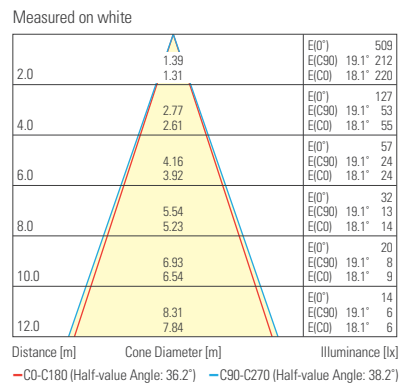 Measured on white
E(0°) 509
1.39 E(C90) 19.1° 212
2.0 1.31 E(C0) 18.1° 220
E(0°) 127
2.77 E(C90) 19.1° 53
4.0 2.61 E(C0) 18.1° 55
E(0°) 57
4.16 E(C90) 19.1° 24
6.0 3.92 E(C0) 18.1° 24
E(0°) 32
5.54 E(C90) 19.1° 13
8.0 5.23 E(C0) 18.1° 14
E(0°) 20
6.93 E(C90) 19.1° 8
10.0 6.54 E(C0) 18.1° 9
E(0°) 14
8.31 E(C90) 19.1° 6
12.0 7.84 E(C0) 18.1° 6
Distance [m] Cone Diameter [m] Illuminance [lx]
C0-C180 (Half-value Angle: 36.2°) C90-C270 (Half-value Angle: 38.2°)